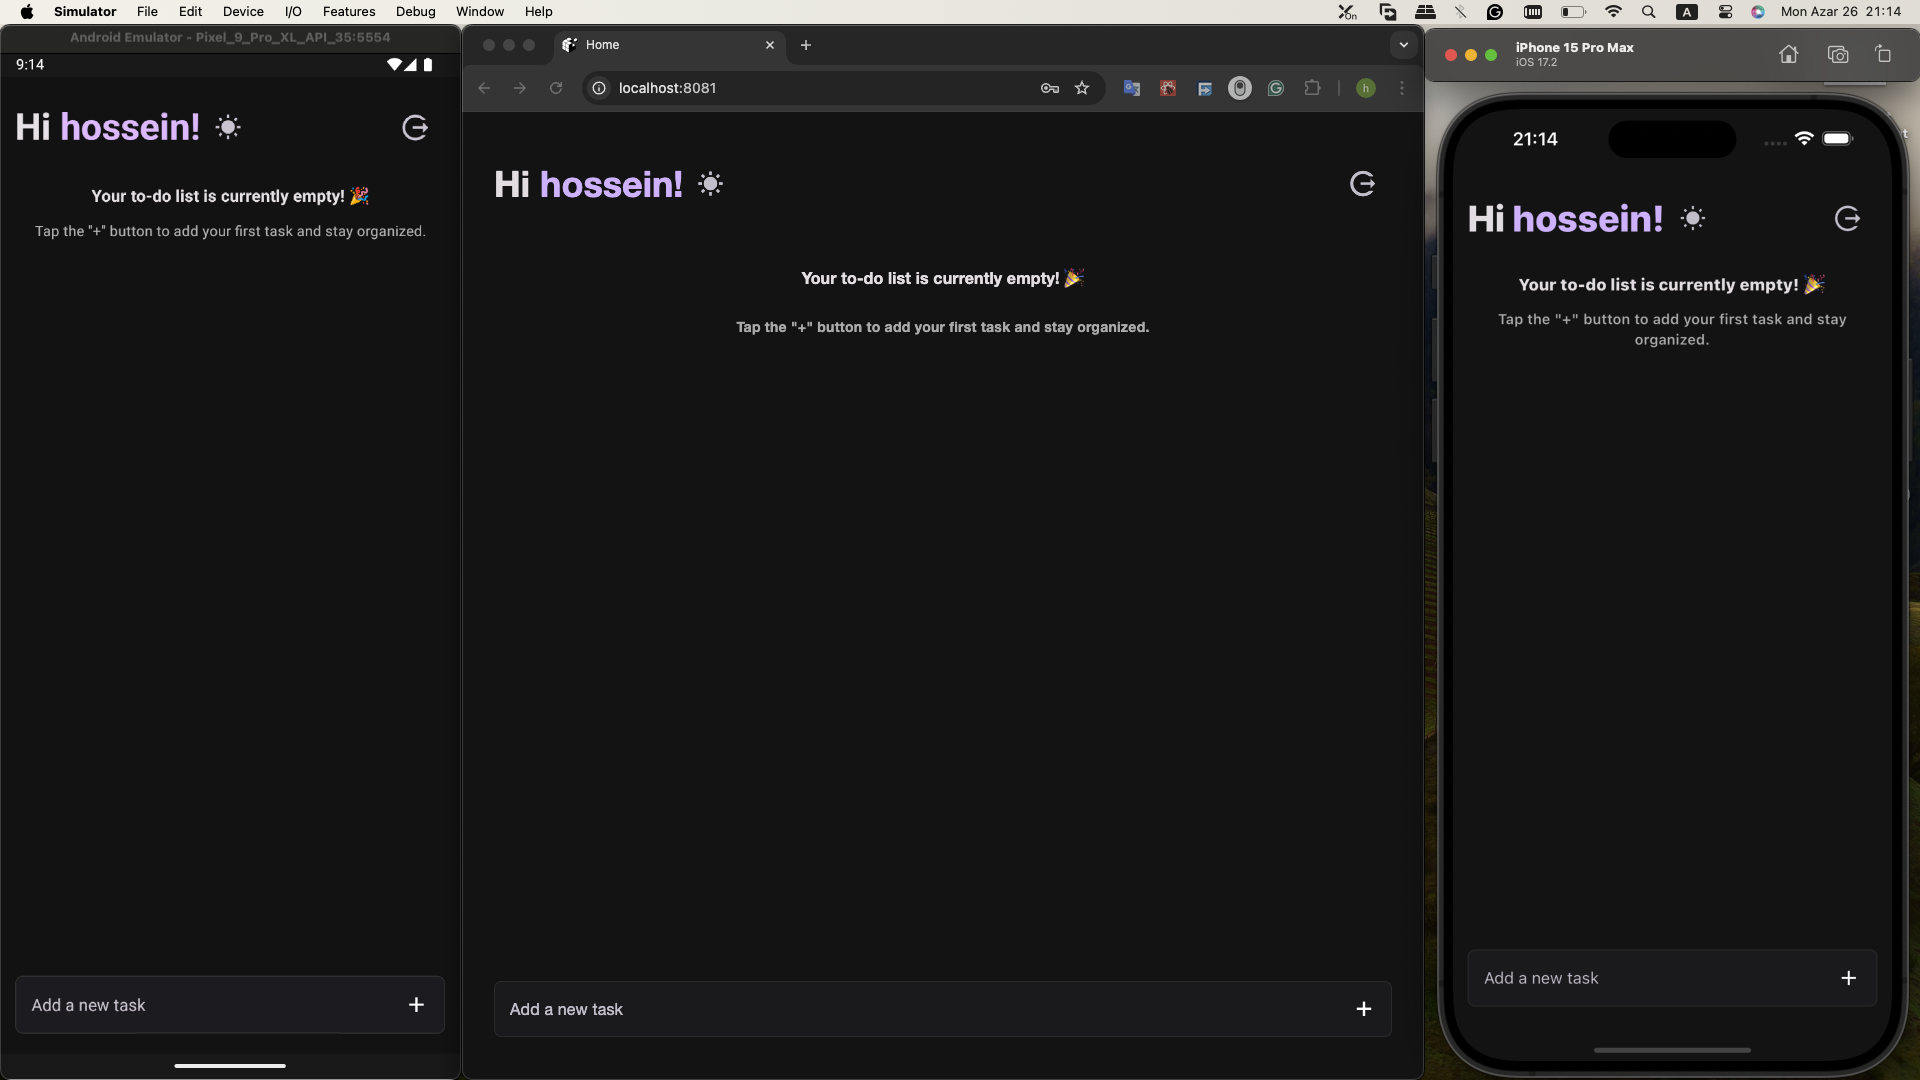 Simulator File Edit Device I/O Features Debug Window Help
On A Mon Azar 26 21:14
Android Emulator - Pixel_9_Pro_XL_API_35:5554
9:14
Hi hossein!
Your to-do list is currently empty! 🎉
Tap the "+" button to add your first task and stay organized.
Add a new task +
Home
localhost:8081
h
Hi hossein!
Your to-do list is currently empty! 🎉
Tap the "+" button to add your first task and stay organized.
Add a new task +
iPhone 15 Pro Max
iOS 17.2
21:14
Hi hossein!
Your to-do list is currently empty! 🎉
Tap the "+" button to add your first task and stay
organized.
Add a new task +